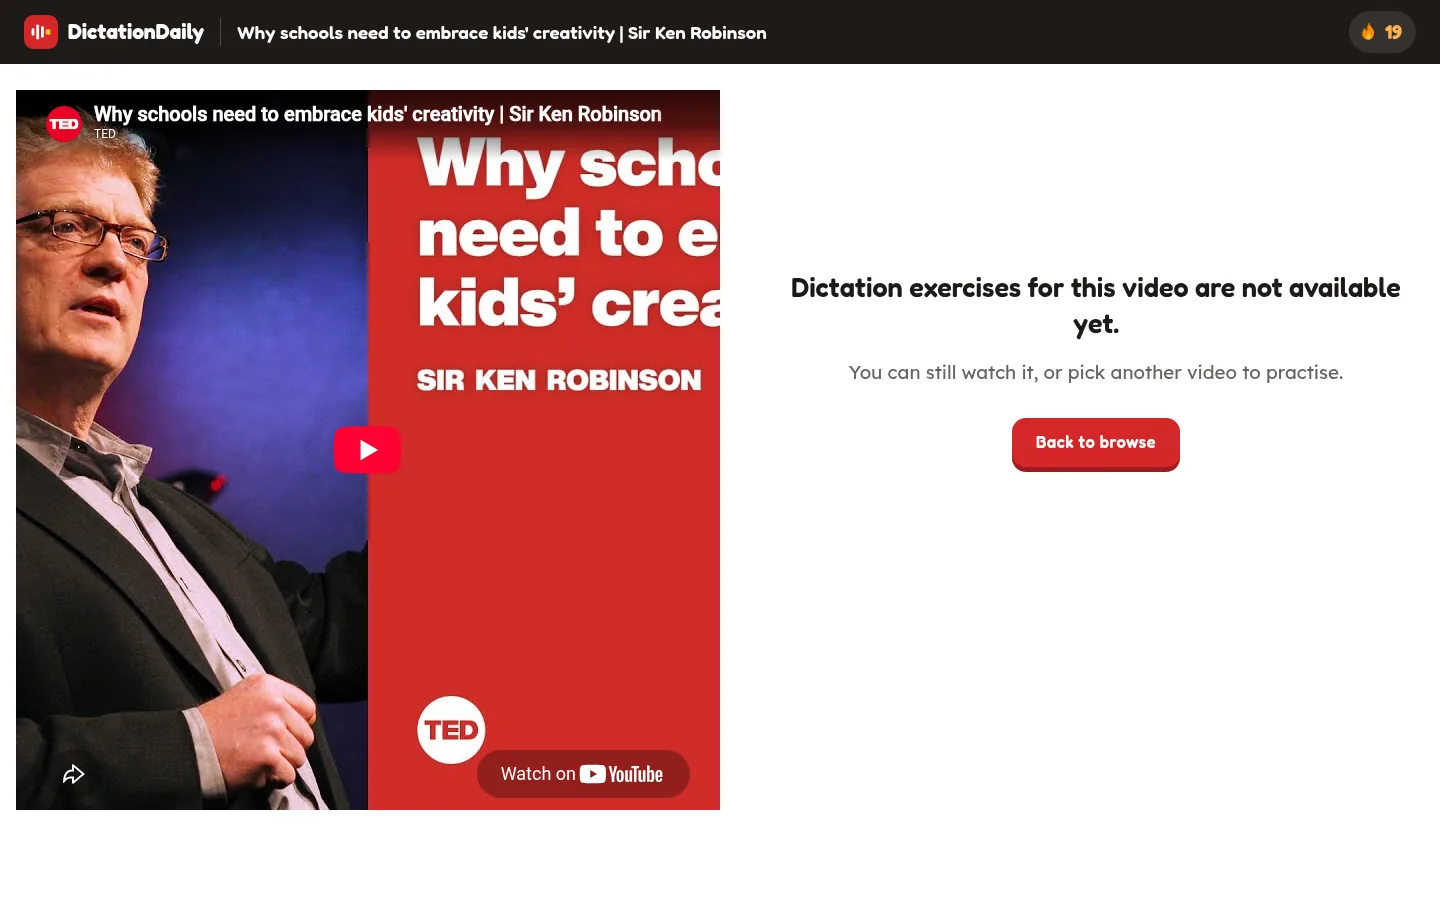 DictationDaily
Why schools need to embrace kids' creativity | Sir Ken Robinson
19
Why schools need to embrace kids' creativity | Sir Ken Robinson
TED
TED
Why scho
need to e
kids’ crea
SIR KEN ROBINSON
TED
Watch on YouTube
Dictation exercises for this video are not available
yet.
You can still watch it, or pick another video to practise.
Back to browse